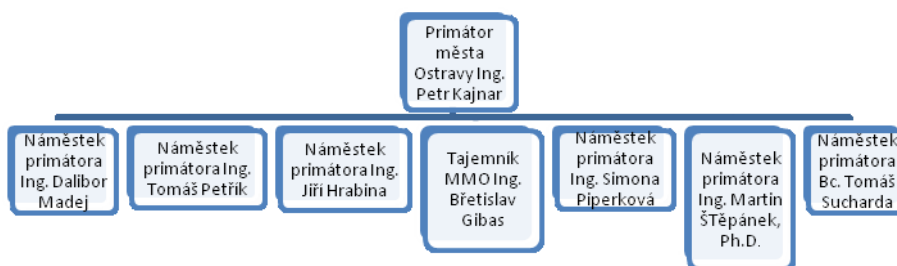 Primátor
města
Ostravy Ing.
Petr Kajnar
Náměstek
primátora
Ing. Dalibor
Madej
Náměstek
primátora Ing.
Tomáš Petřík
Náměstek
primátora Ing.
Jiří Hrabina
Tajemník
MMO Ing.
Břetislav
Gibas
Náměstek
primátora
Ing. Simona
Piperková
Náměstek
primátora
Ing. Martin
ŠTěpánek,
Ph.D.
Náměstek
primátora
Bc. Tomáš
Sucharda